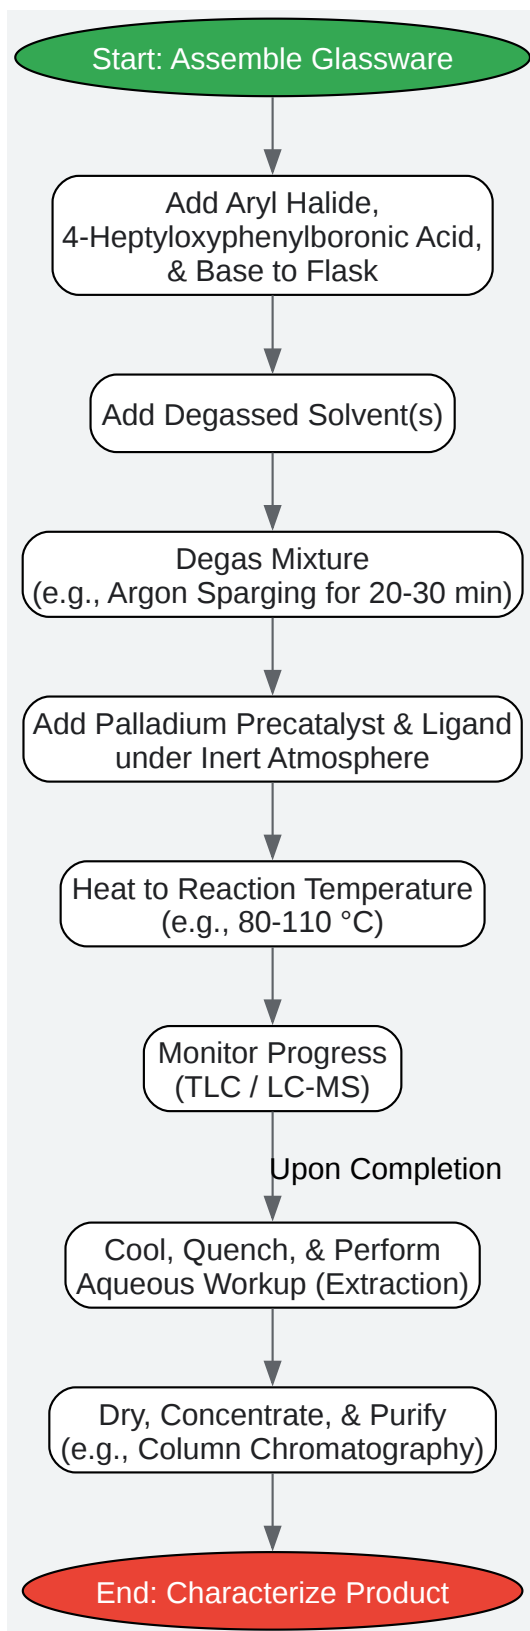 Start: Assemble Glassware
Add Aryl Halide,
4-Heptyloxyphenylboronic Acid,
& Base to Flask
Add Degassed Solvent(s)
Degas Mixture
(e.g., Argon Sparging for 20-30 min)
Add Palladium Precatalyst & Ligand
under Inert Atmosphere
Heat to Reaction Temperature
(e.g., 80-110 °C)
Monitor Progress
(TLC / LC-MS)
Upon Completion
Cool, Quench, & Perform
Aqueous Workup (Extraction)
Dry, Concentrate, & Purify
(e.g., Column Chromatography)
End: Characterize Product